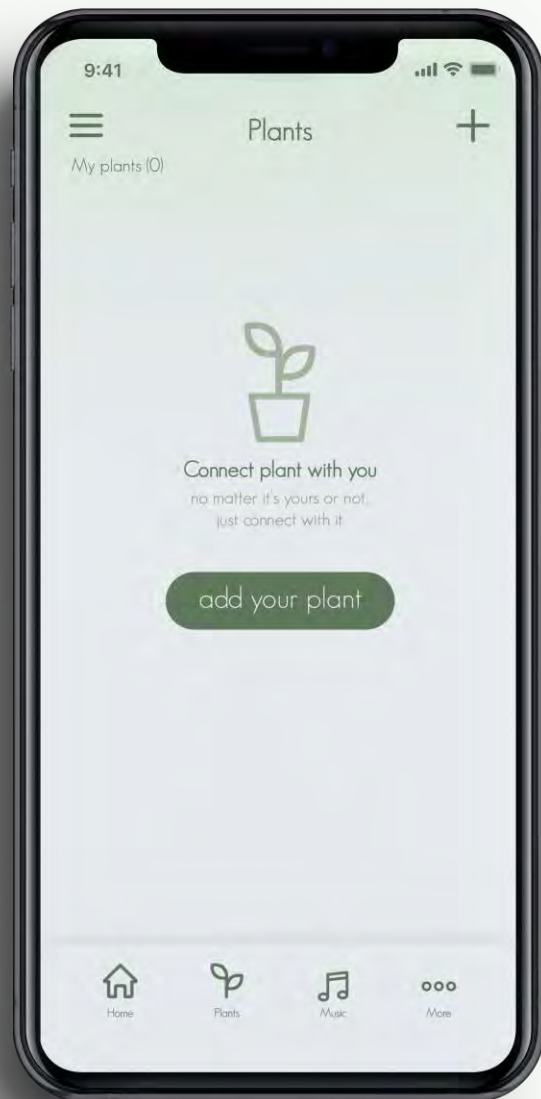 9:41
Plants
My plants (0)
Connect plant with you
no matter it's yours or not,
just connect with it
add your plant
Home
Plants
Music
More